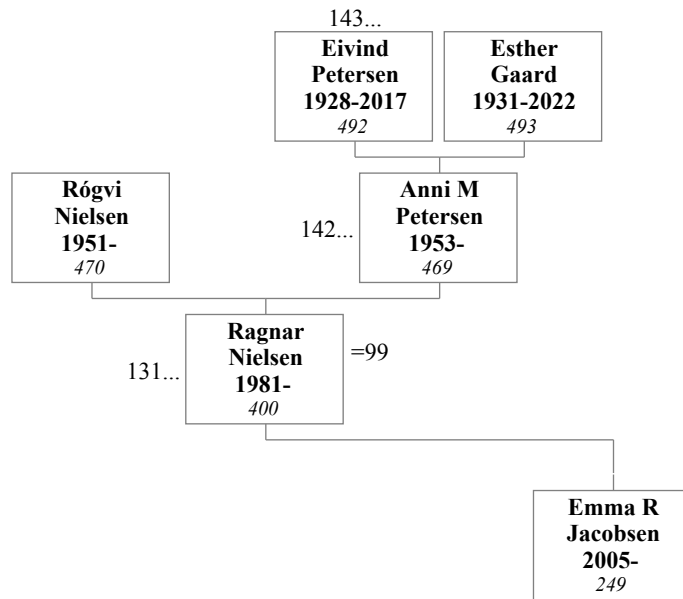 143...
Eivind
Petersen
1928-2017
492
Esther
Gaard
1931-2022
493
Rógvi
Nielsen
1951-
470
142...
Anni M
Petersen
1953-
469
131...
Ragnar
Nielsen
1981-
400
=99
Emma R
Jacobsen
2005-
249